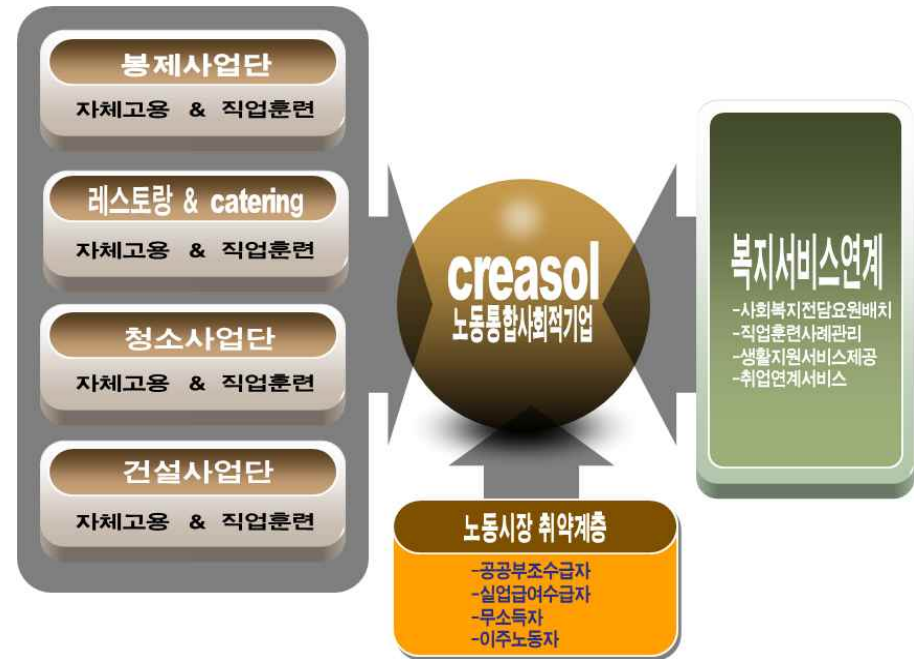 봉제사업단
자체고용 & 직업훈련
레스토랑 & catering
자체고용 & 직업훈련
청소사업단
자체고용 & 직업훈련
건설사업단
자체고용 & 직업훈련
creasol
노동통합사회적기업
복지서비스연계
-사회복지전담요원배치
-직업훈련사례관리
-생활지원서비스제공
-취업연계서비스
노동시장 취약계층
-공공부조수급자
-실업급여수급자
-무소득자
-이주노동자